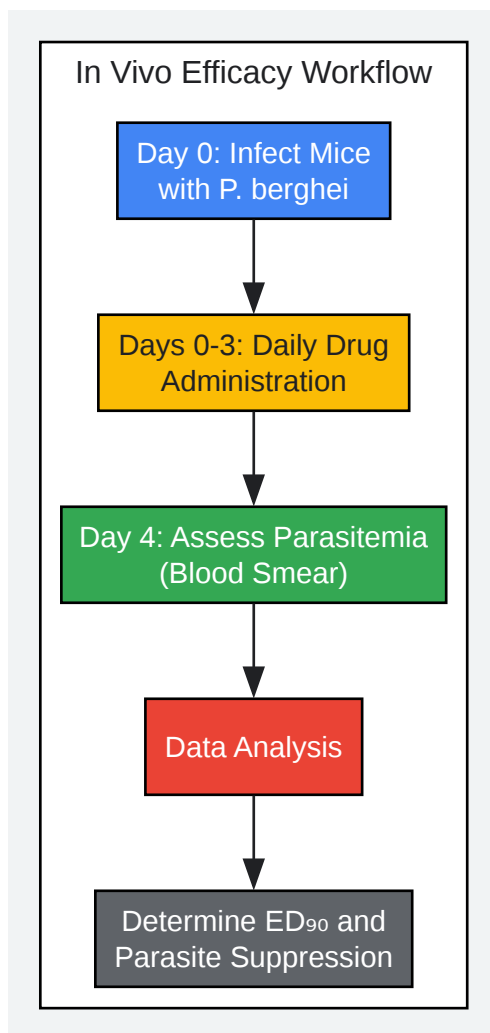 In Vivo Efficacy Workflow
Day 0: Infect Mice
with P. berghei
Days 0-3: Daily Drug
Administration
Day 4: Assess Parasitemia
(Blood Smear)
Data Analysis
Determine ED₉₀ and
Parasite Suppression